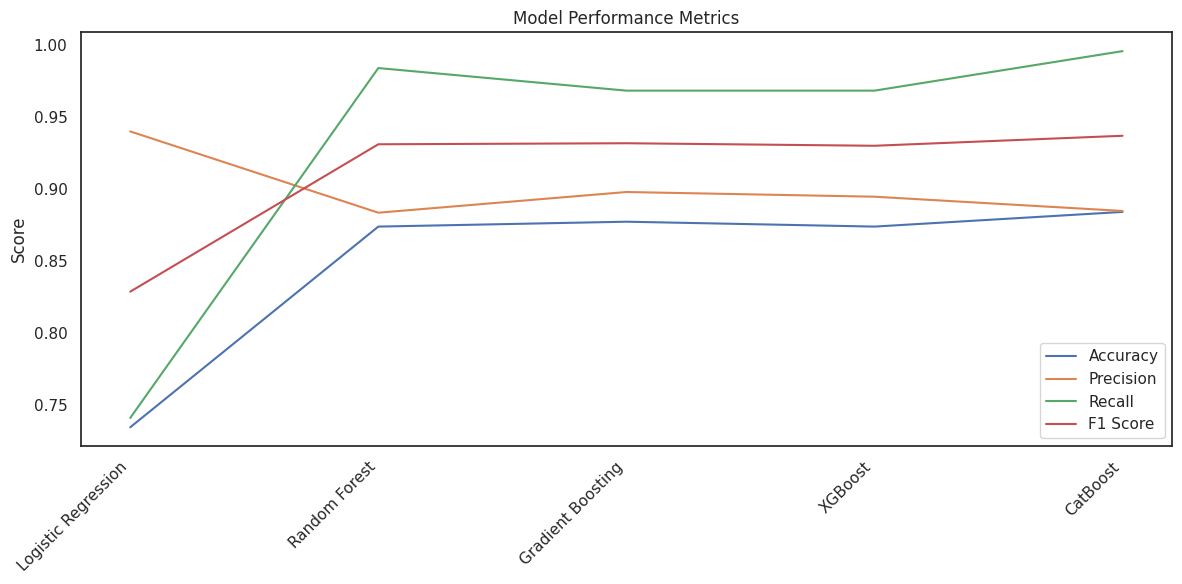 Model Performance Metrics
Score
1.00
0.95
0.90
0.85
0.80
0.75
Accuracy
Precision
Recall
F1 Score
Logistic Regression
Random Forest
Gradient Boosting
XGBoost
CatBoost